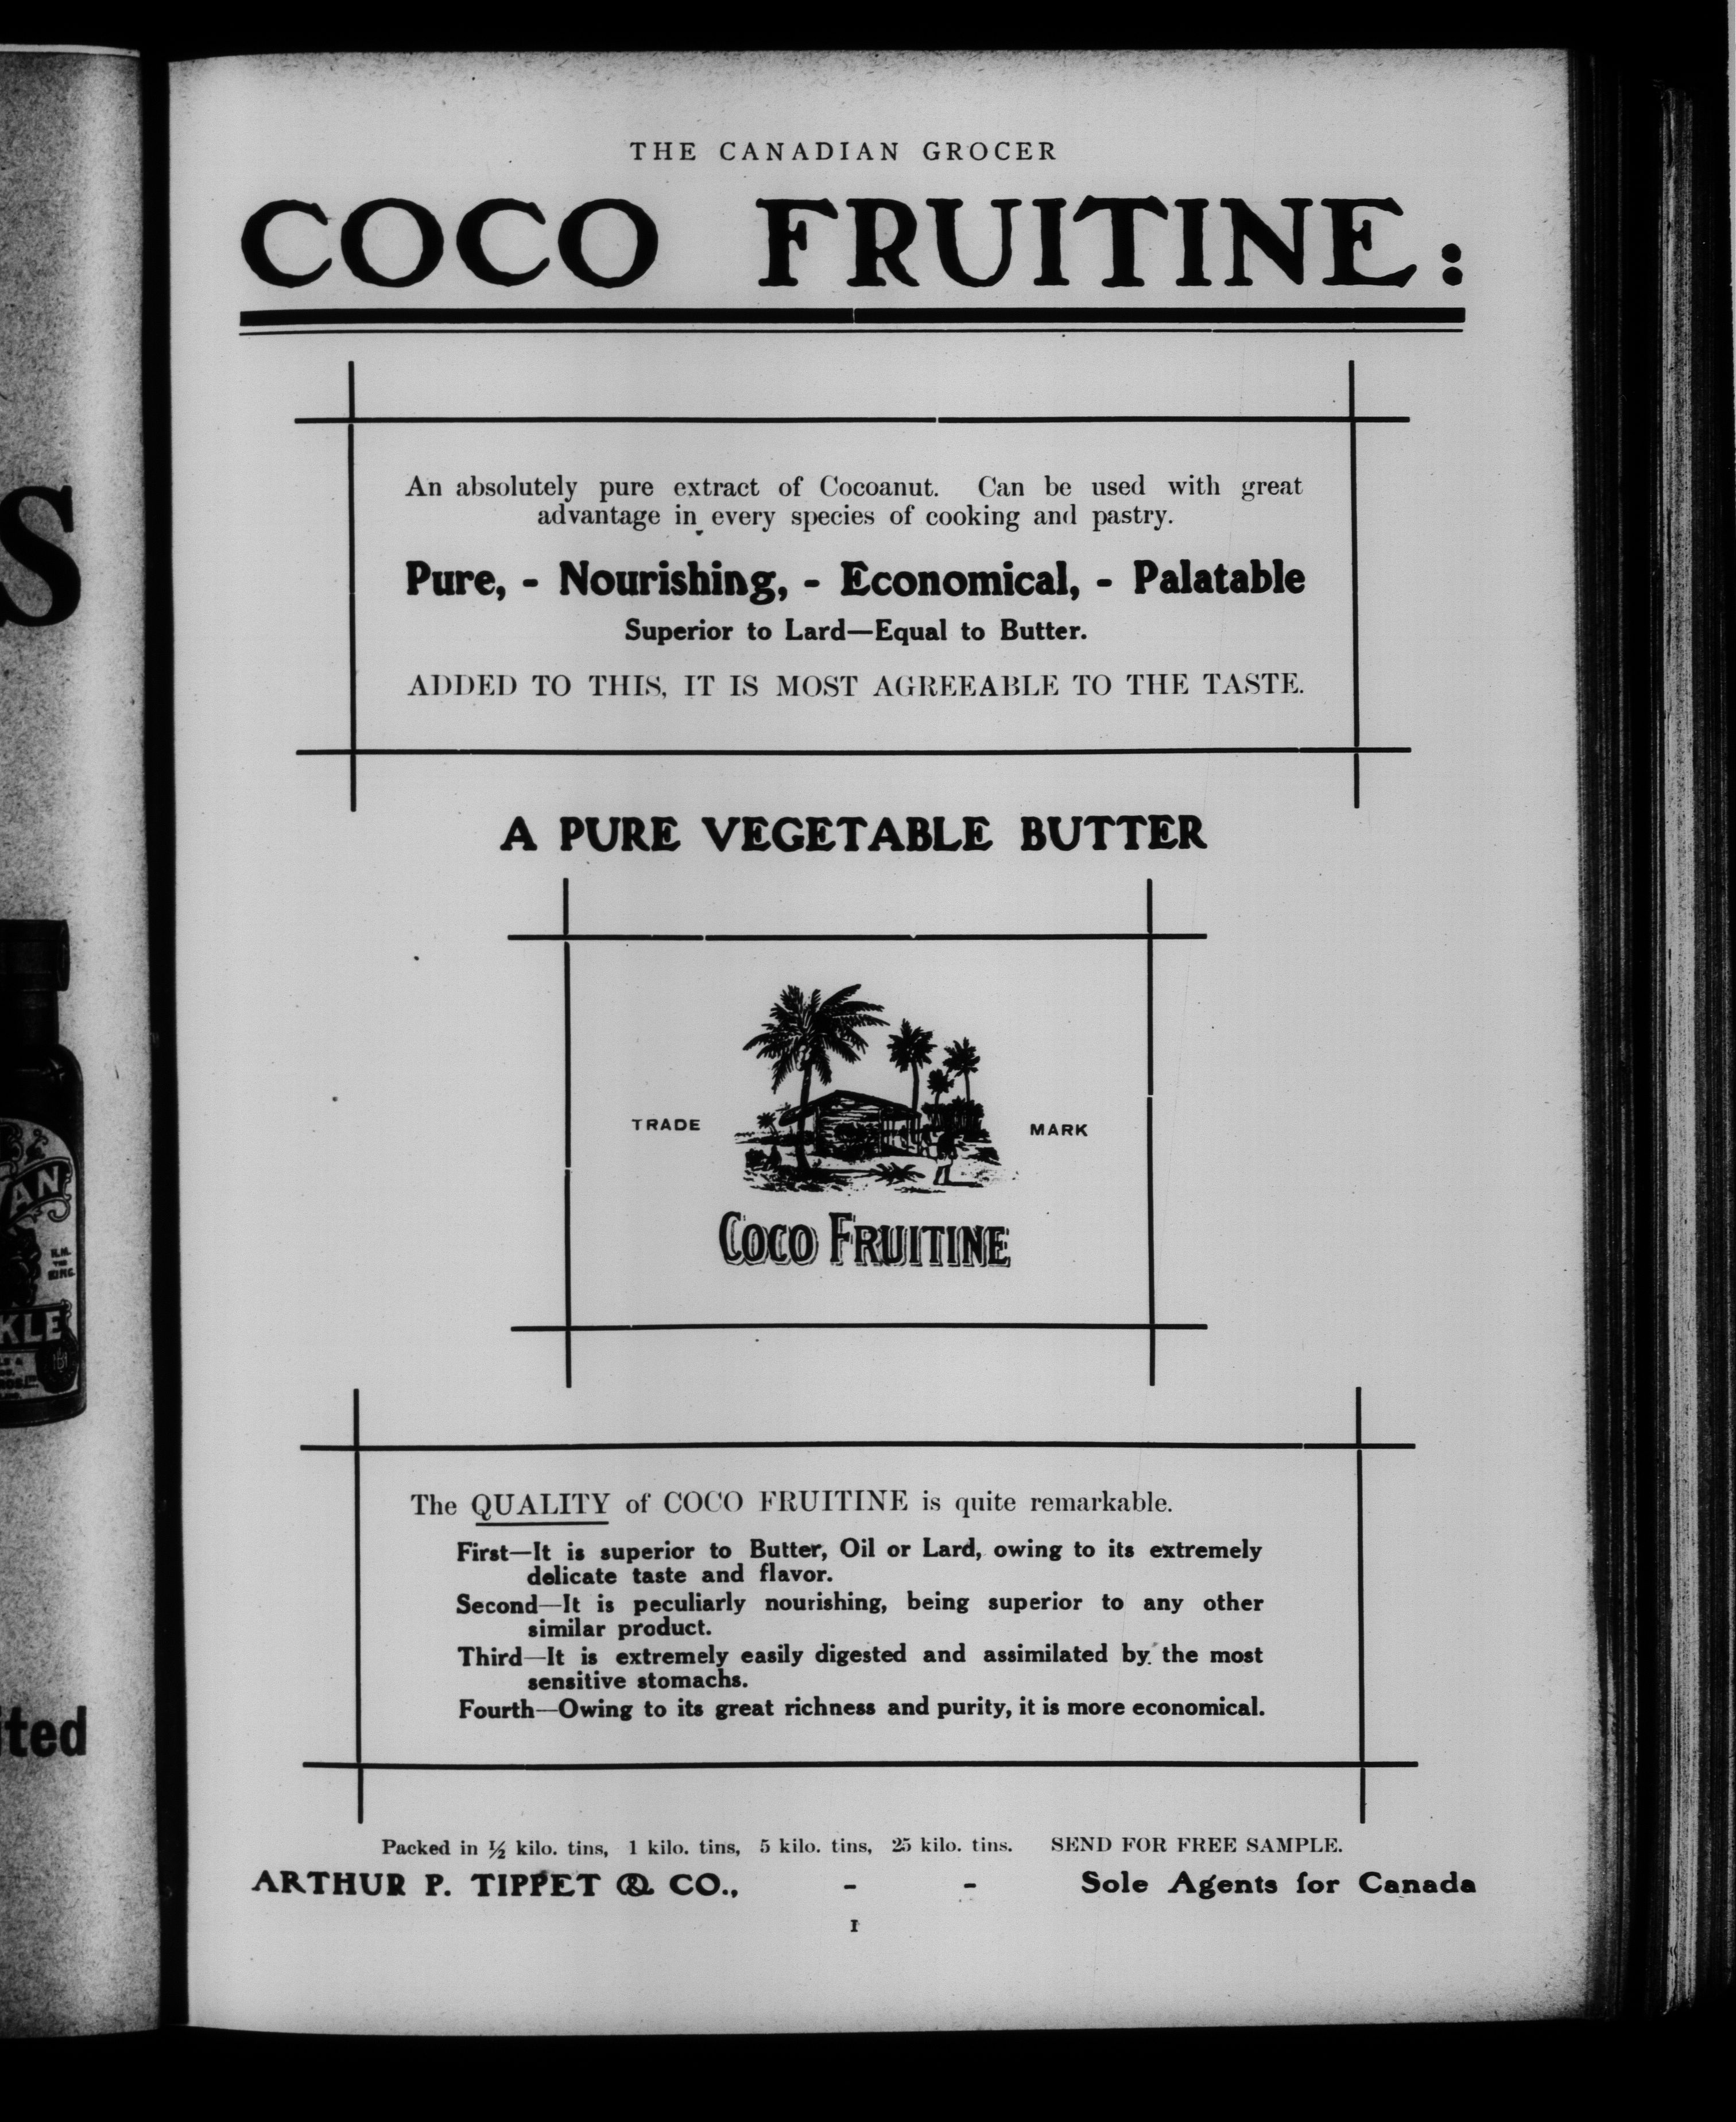 S
VAN
H.M.
THE
KING
KLE
ted
THE CANADIAN GROCER
COCO FRUITINE:
An absolutely pure extract of Cocoanut. Can be used with great
advantage in every species of cooking and pastry.
Pure, - Nourishing, - Economical, - Palatable
Superior to Lard—Equal to Butter.
ADDED TO THIS, IT IS MOST AGREEABLE TO THE TASTE.
A PURE VEGETABLE BUTTER
TRADE MARK
COCO FRUITINE
The QUALITY of COCO FRUITINE is quite remarkable.
First—It is superior to Butter, Oil or Lard, owing to its extremely
delicate taste and flavor.
Second—It is peculiarly nourishing, being superior to any other
similar product.
Third—It is extremely easily digested and assimilated by the most
sensitive stomachs.
Fourth—Owing to its great richness and purity, it is more economical.
Packed in ½ kilo. tins, 1 kilo. tins, 5 kilo. tins, 25 kilo. tins. SEND FOR FREE SAMPLE.
ARTHUR P. TIPPET & CO., - - Sole Agents for Canada
1